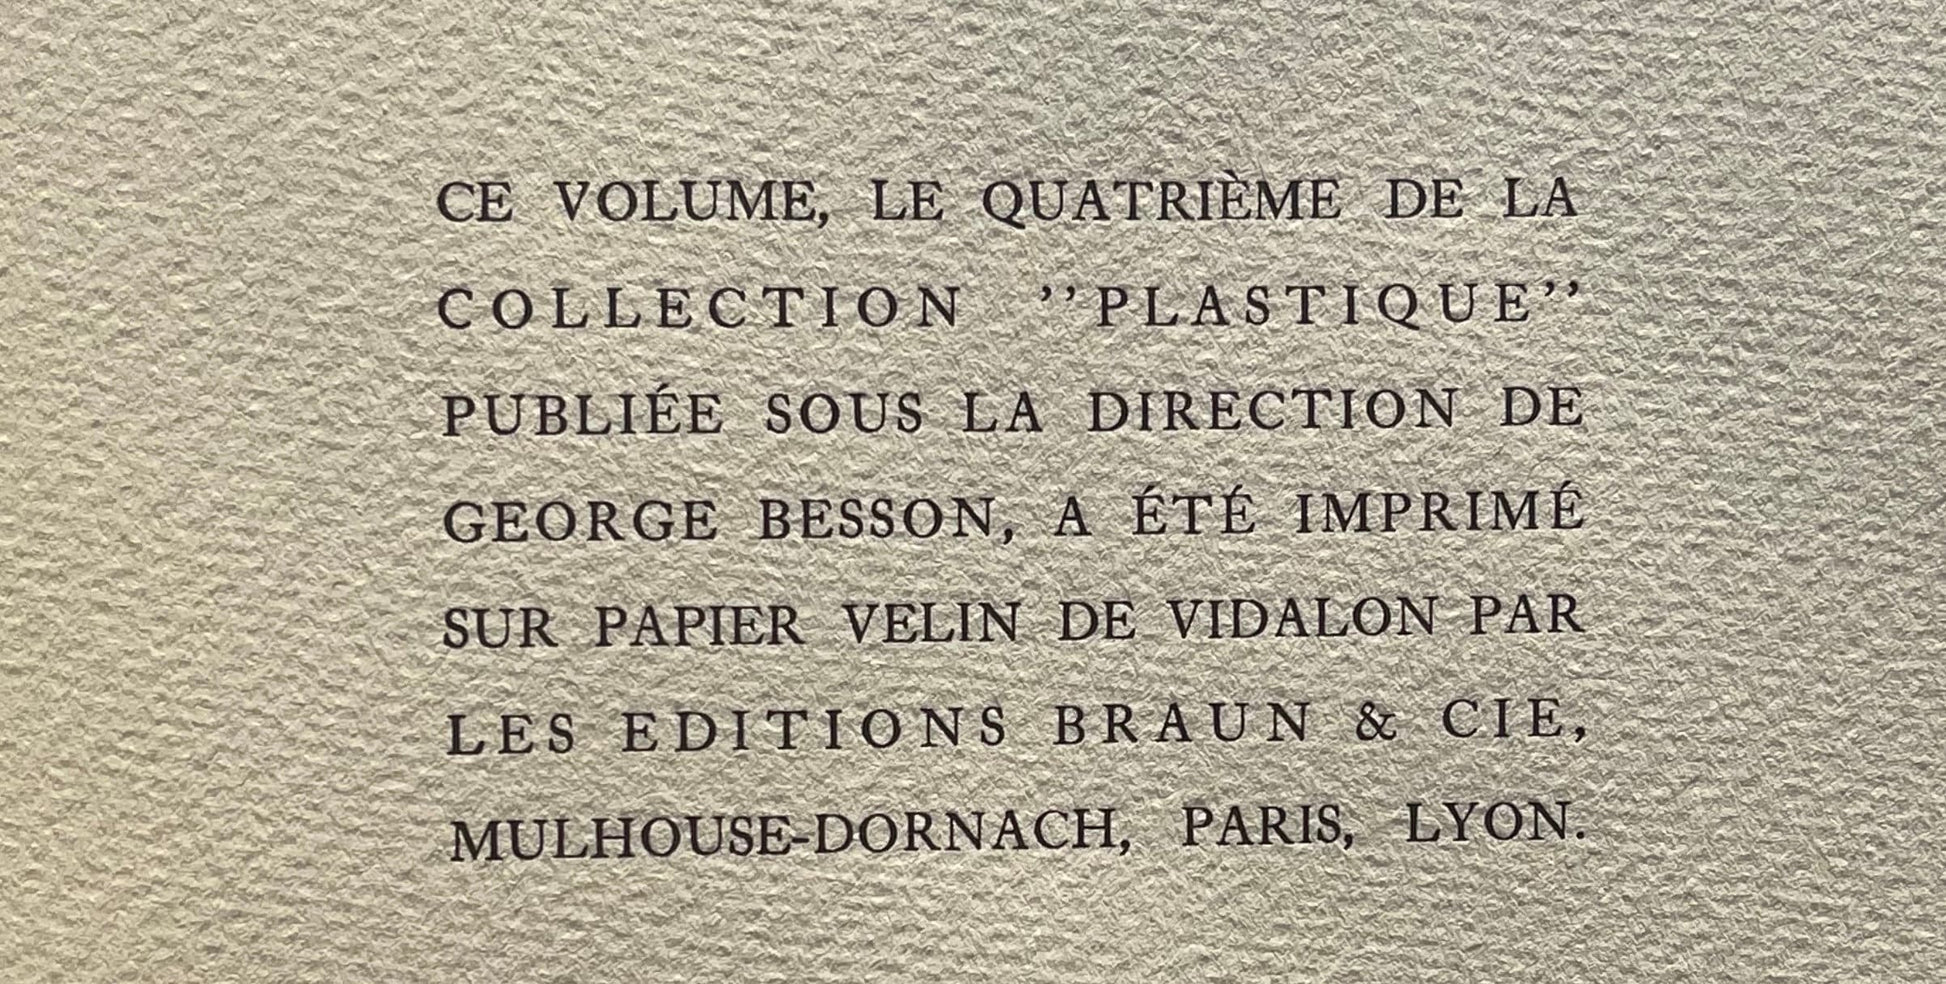 CE VOLUME, LE QUATRIÈME DE LA
COLLECTION ’’PLASTIQUE’’
PUBLIÉE SOUS LA DIRECTION DE
GEORGE BESSON, A ÉTÉ IMPRIMÉ
SUR PAPIER VELIN DE VIDALON PAR
LES EDITIONS BRAUN & CIE,
MULHOUSE-DORNACH, PARIS, LYON.